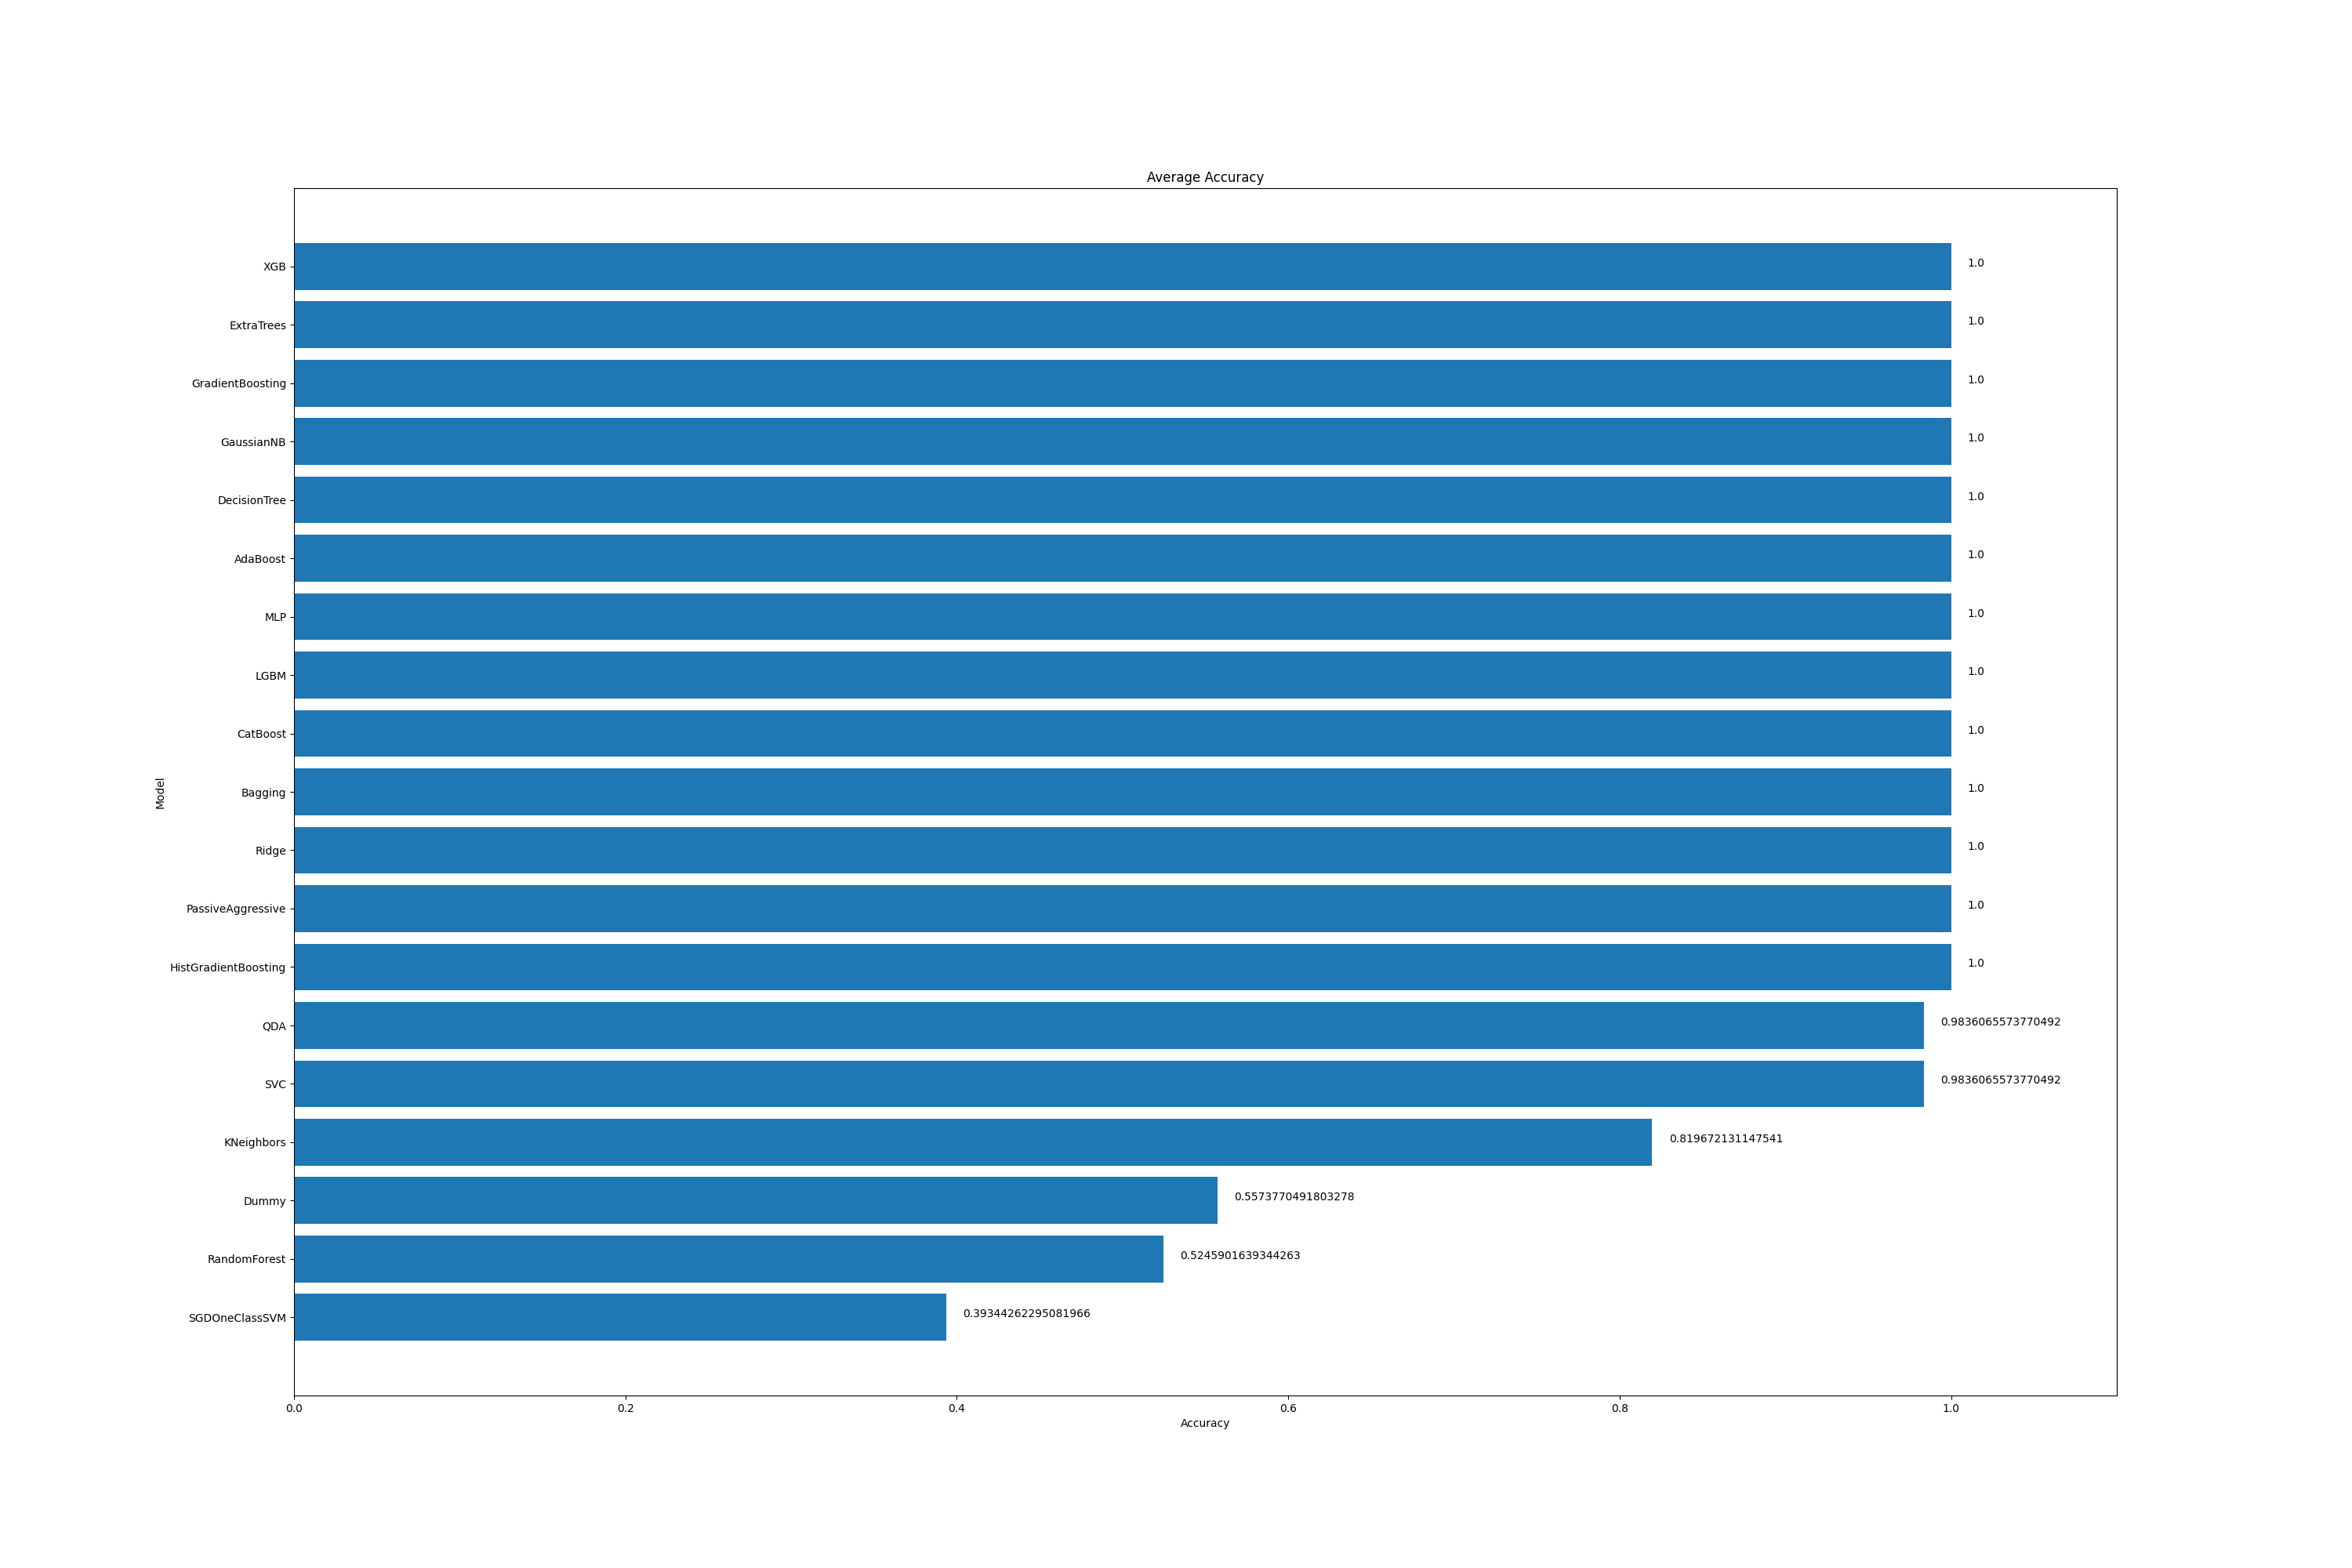 Average Accuracy
XGB 1.0
ExtraTrees 1.0
GradientBoosting 1.0
GaussianNB 1.0
DecisionTree 1.0
AdaBoost 1.0
MLP 1.0
LGBM 1.0
CatBoost 1.0
Bagging 1.0
Model
Ridge 1.0
PassiveAggressive 1.0
HistGradientBoosting 1.0
QDA 0.9836065573770492
SVC 0.9836065573770492
KNeighbors 0.819672131147541
Dummy 0.5573770491803278
RandomForest 0.5245901639344263
SGDOneClassSVM 0.39344262295081966
0.0 0.2 0.4 0.6 0.8 1.0
Accuracy